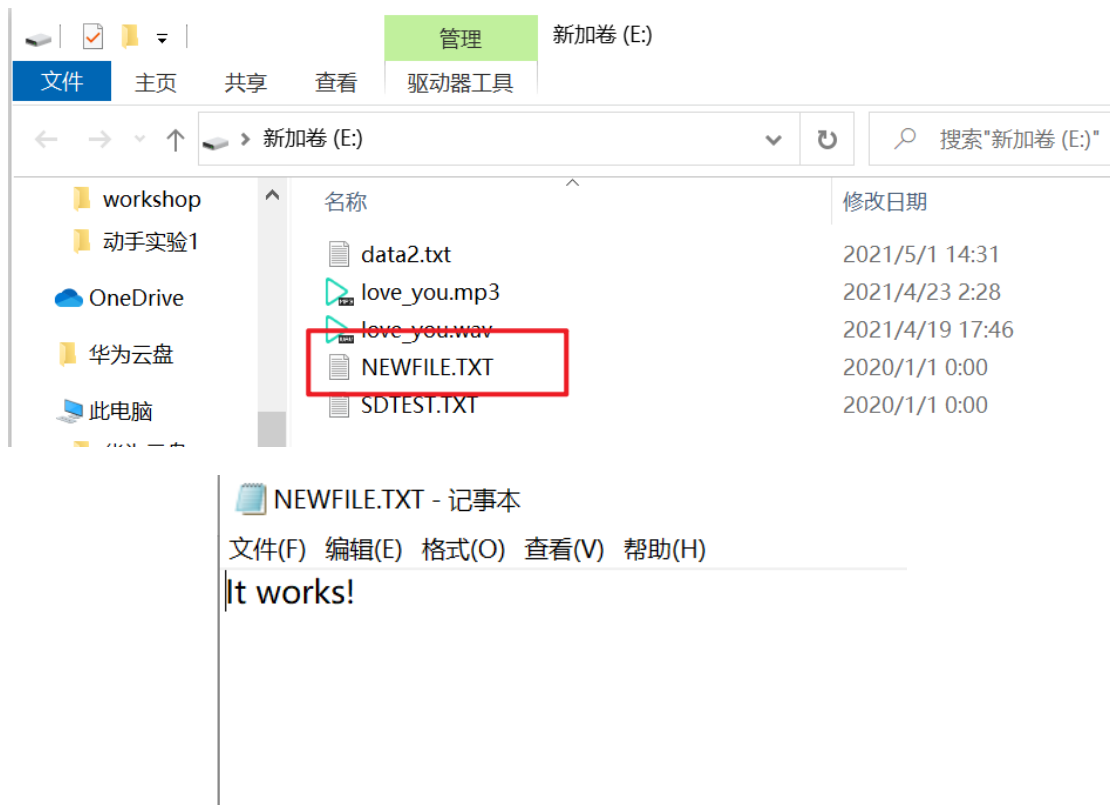 管理 新加卷 (E:)
文件 主页 共享 查看 驱动器工具
新加卷 (E:) 搜索"新加卷 (E:)"
workshop
动手实验1
OneDrive
华为云盘
此电脑
华为云盘
名称 修改日期
data2.txt 2021/5/1 14:31
love_you.mp3 2021/4/23 2:28
love_you.wav 2021/4/19 17:46
NEWFILE.TXT 2020/1/1 0:00
SDTEST.TXT 2020/1/1 0:00
NEWFILE.TXT - 记事本
文件(F) 编辑(E) 格式(O) 查看(V) 帮助(H)
It works!